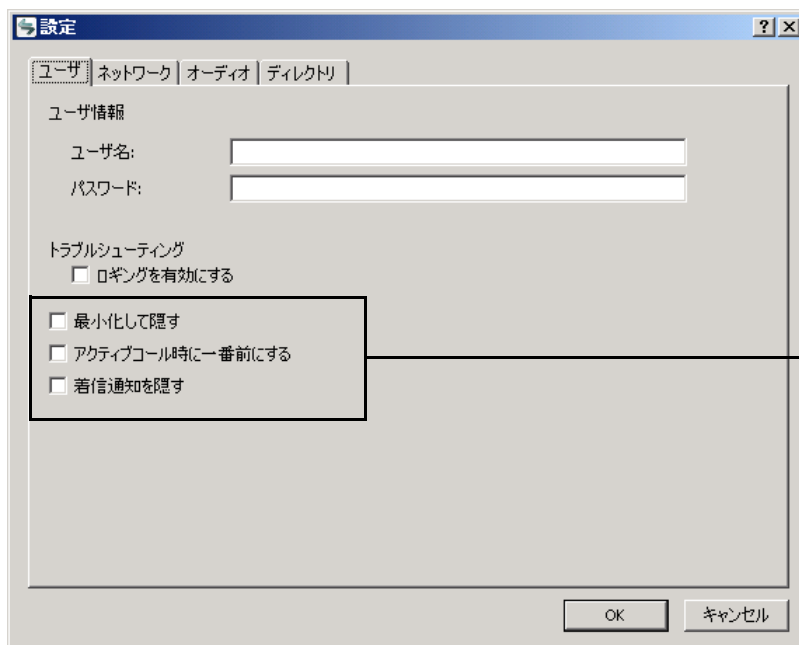 設定
ユーザ ネットワーク オーディオ ディレクトリ
ユーザ情報
ユーザ名:
パスワード:
トラブルシューティング
ロギングを有効にする
最小化して隠す
アクティブコール時に一番前にする
着信通知を隠す
OK キャンセル